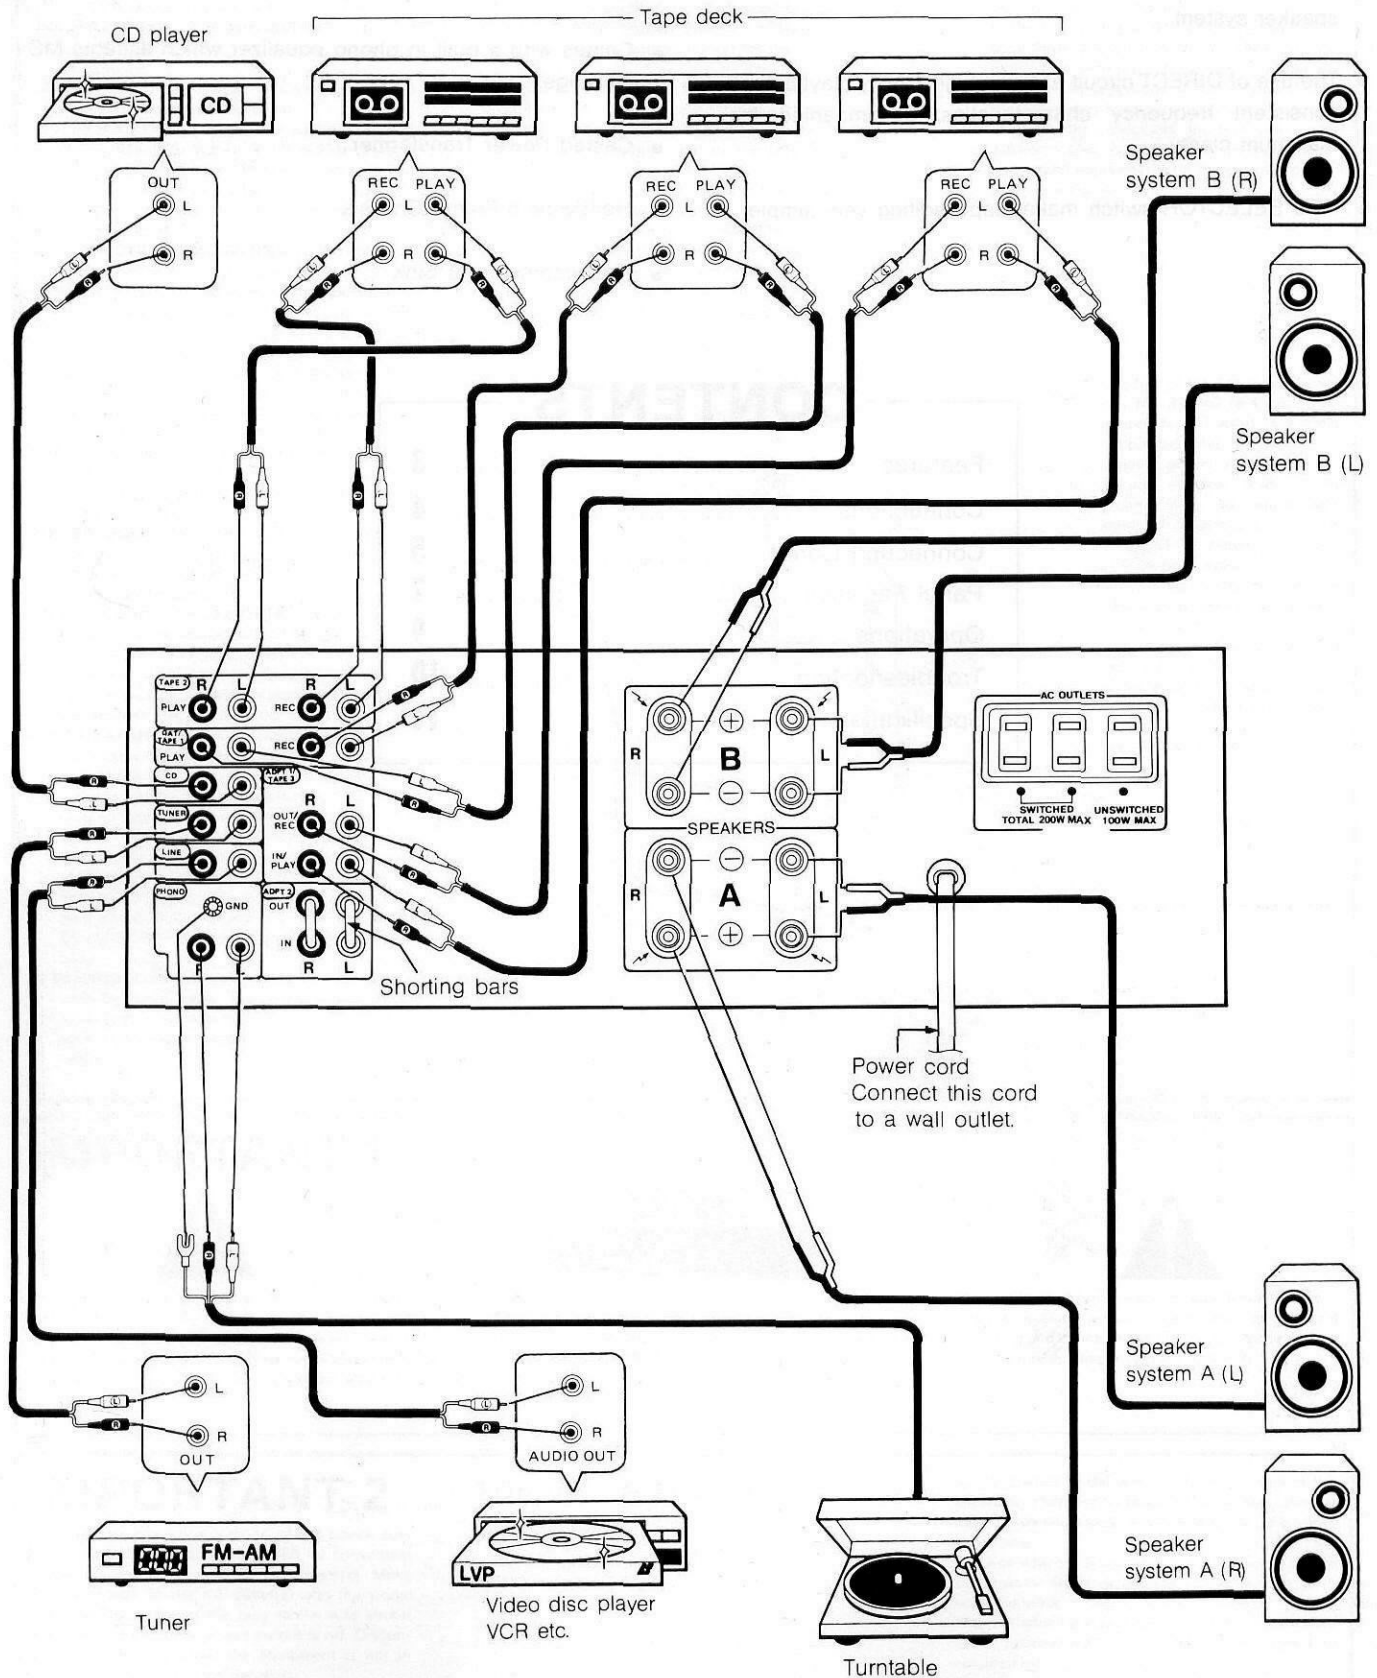 Tape deck
CD player
CD
OUT
L
R
REC PLAY
L
R
REC PLAY
L
R
REC PLAY
L
R
Speaker
system B (R)
Speaker
system B (L)
TAPE 2
R L R L
PLAY REC
DAT/
TAPE 1
PLAY REC
CD
ADPT 1/
TAPE 3
TUNER
R L
OUT/
REC
LINE
IN/
PLAY
PHONO
GND
R L
ADPT 2
OUT
IN
R L
Shorting bars
R B L
SPEAKERS
R A L
AC OUTLETS
SWITCHED
TOTAL 200W MAX
UNSWITCHED
100W MAX
Power cord
Connect this cord
to a wall outlet.
L
R
OUT
FM-AM
Tuner
L
R
AUDIO OUT
LVP
Video disc player
VCR etc.
Turntable
Speaker
system A (L)
Speaker
system A (R)